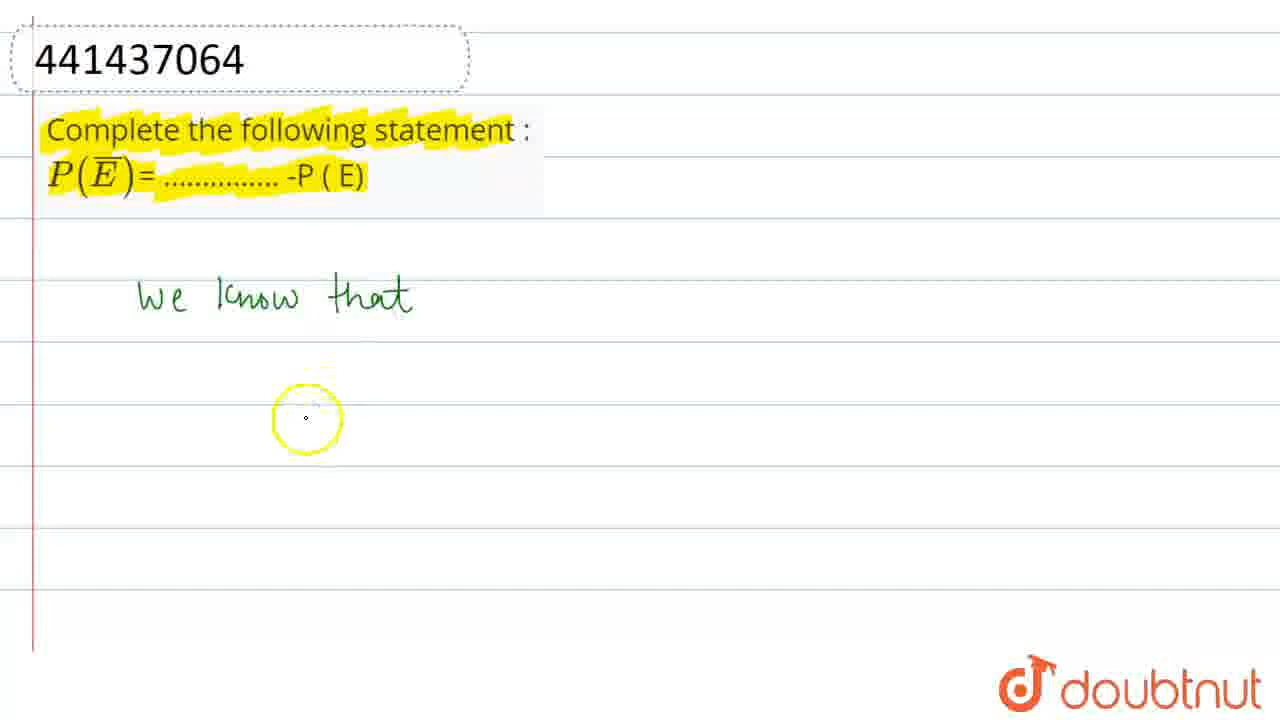 441437064
Complete the following statement :
P(E̅)= ............... -P ( E)
We know that
doubtnut